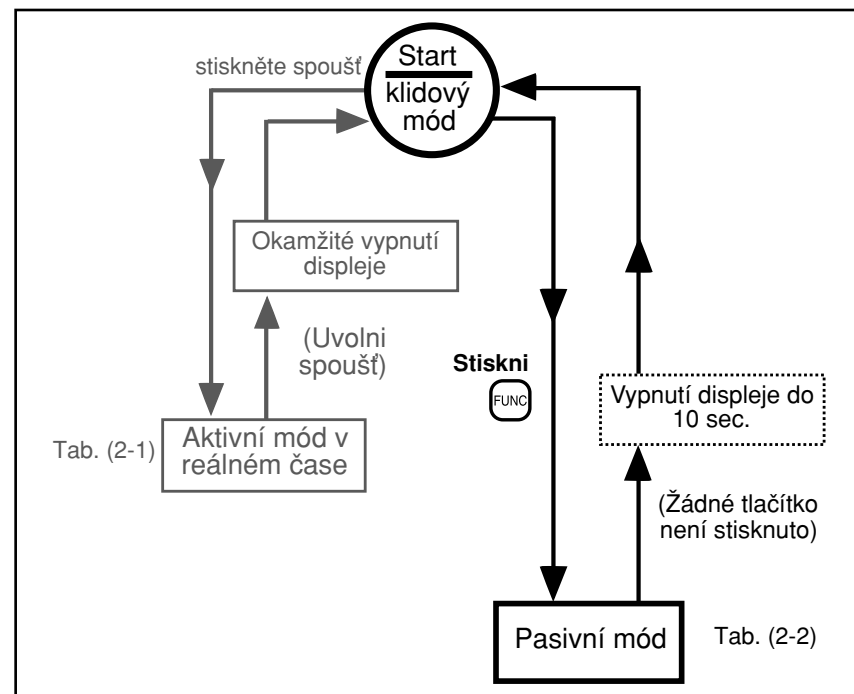 Start
klidový
mód
stiskněte spoušť
Okamžité vypnutí
displeje
(Uvolni
spoušť)
Tab. (2-1)
Aktivní mód v
reálném čase
Stiskni
FUNC
Vypnutí displeje do
10 sec.
(Žádné tlačítko
není stisknuto)
Pasivní mód
Tab. (2-2)